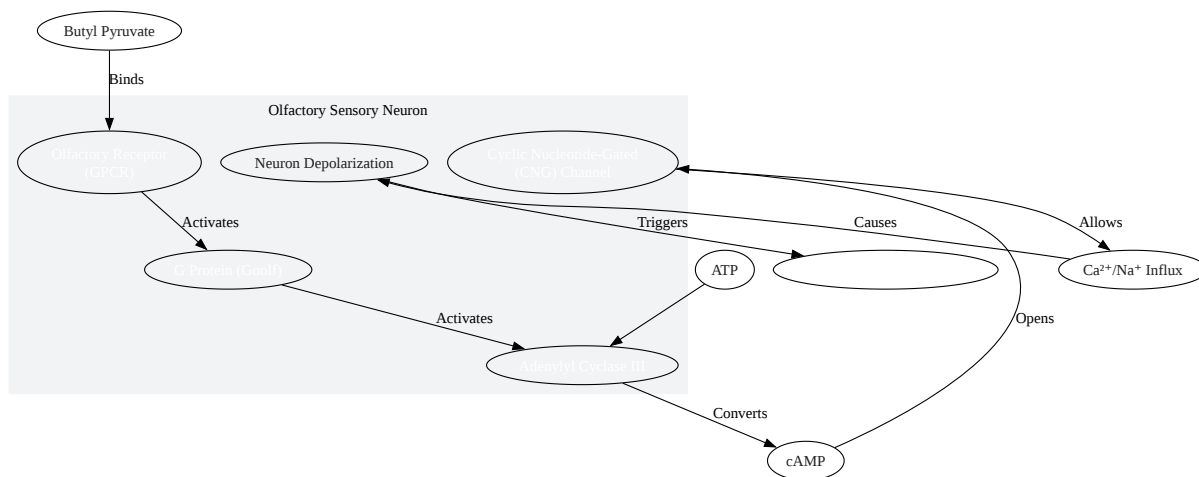 Butyl Pyruvate
Binds
Olfactory Sensory Neuron
Olfactory Receptor
(GPCR)
Neuron Depolarization
Cyclic Nucleotide-Gated
(CNG) Channel
Activates
Triggers
Causes
Allows
G Protein (Gαolf)
ATP
Ca²⁺/Na⁺ Influx
Activates
Opens
Adenylyl Cyclase III
Converts
cAMP